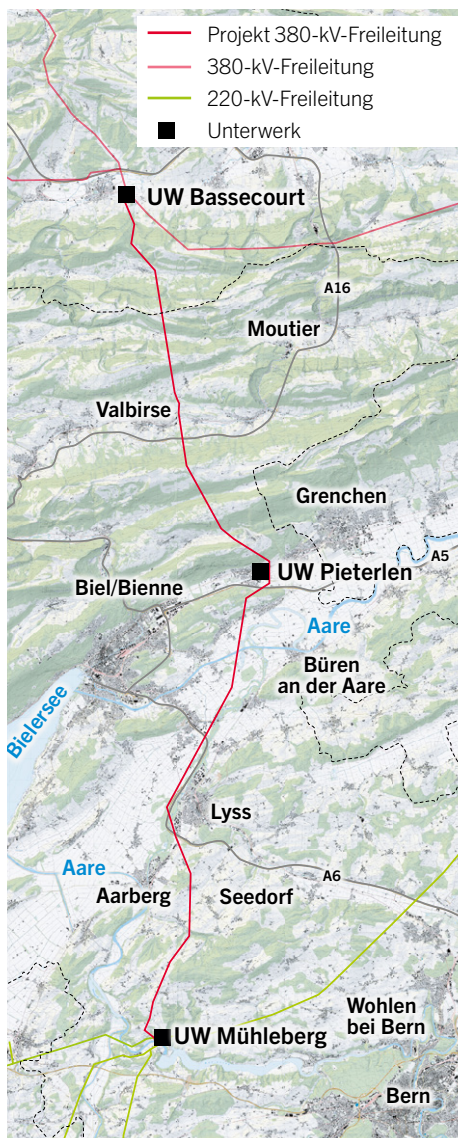 Projekt 380-kV-Freileitung
380-kV-Freileitung
220-kV-Freileitung
Unterwerk
UW Bassecourt
A16
Moutier
Valbirse
Grenchen
A5
UW Pieterlen
Biel/Bienne
Aare
Büren
an der Aare
Bielersee
Lyss
Aare
A6
Aarberg
Seedorf
Wohlen
bei Bern
UW Mühleberg
Bern